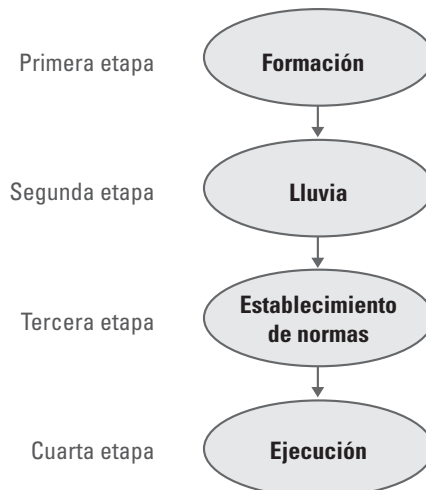 Primera etapa
Formación
Segunda etapa
Lluvia
Tercera etapa
Establecimiento
de normas
Cuarta etapa
Ejecución